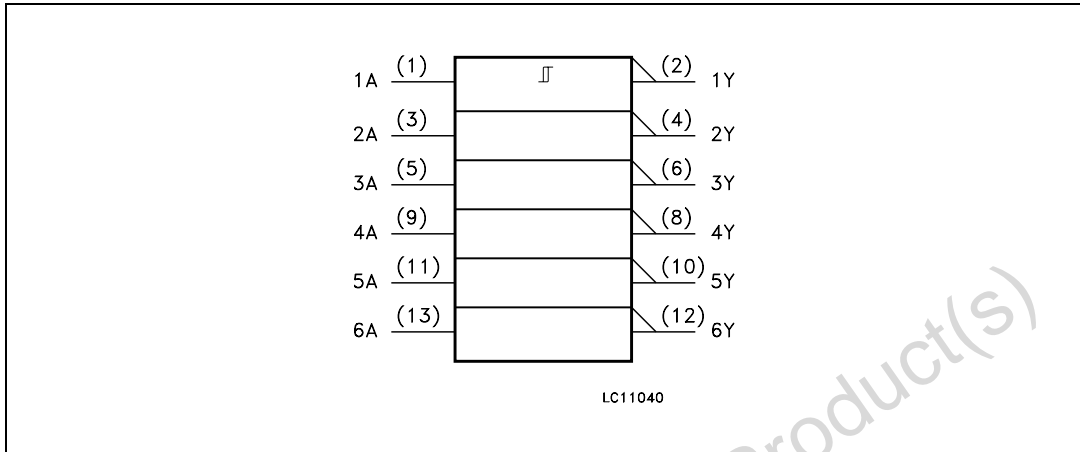 1A (1) (2) 1Y
2A (3) (4) 2Y
3A (5) (6) 3Y
4A (9) (8) 4Y
5A (11) (10) 5Y
6A (13) (12) 6Y
LC11040
Product(s)